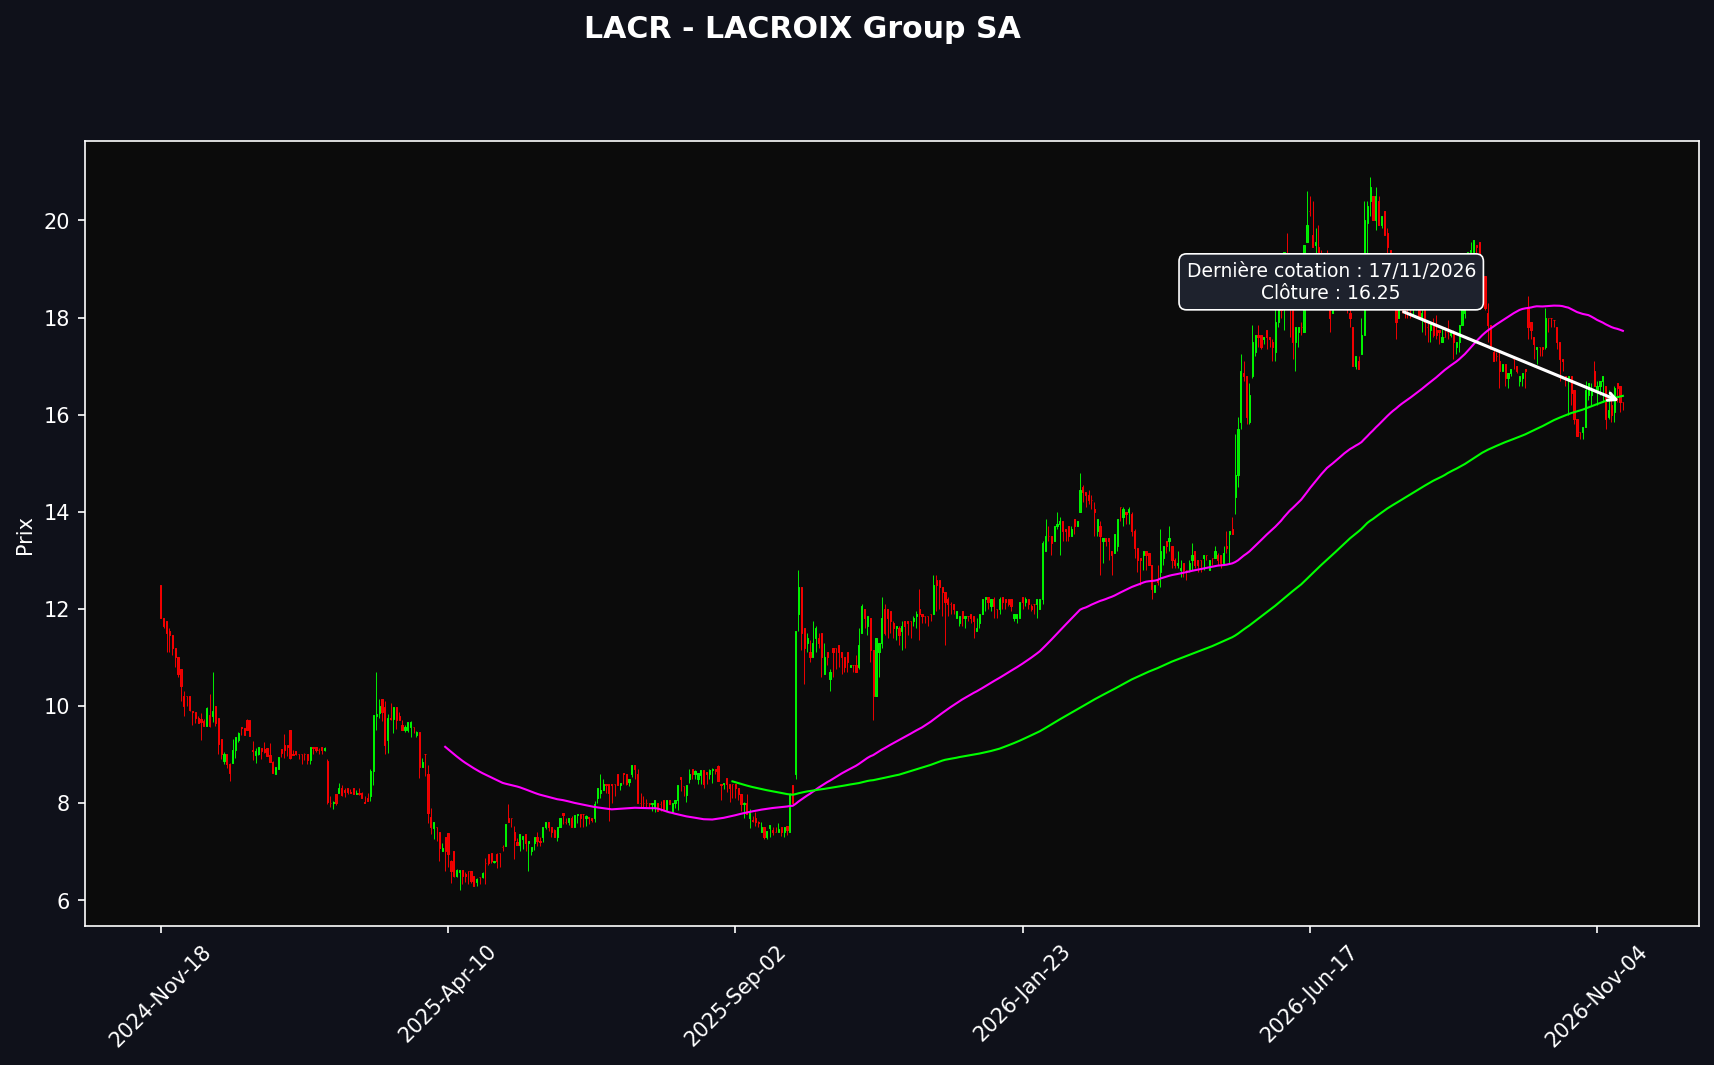 LACR - LACROIX Group SA
Prix
20
18
16
14
12
10
8
6
Dernière cotation : 17/11/2026
Clôture : 16.25
2024-Nov-18
2025-Apr-10
2025-Sep-02
2026-Jan-23
2026-Jun-17
2026-Nov-04